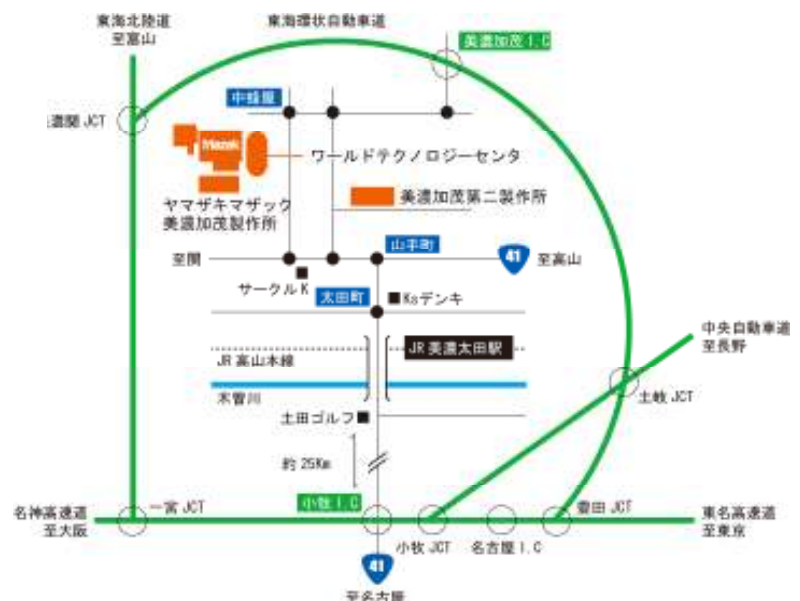 東海北陸道
至富山
東海環状自動車道
美濃加茂 I.C
中蜂屋
濃関 JCT
Mazak
ワールドテクノロジーセンタ
美濃加茂第二製作所
ヤマザキマザック
美濃加茂製作所
山手町
至関
41
至高山
サークル K
太田町
Ksデンキ
中央自動車道
至長野
JR 美濃太田駅
JR 高山本線
木曽川
土岐 JCT
土田ゴルフ
約 25Km
小牧 I.C
名神高速道
至大阪
一宮 JCT
豊田 JCT
東名高速道
至東京
小牧 JCT
名古屋 I.C
41
至名古屋